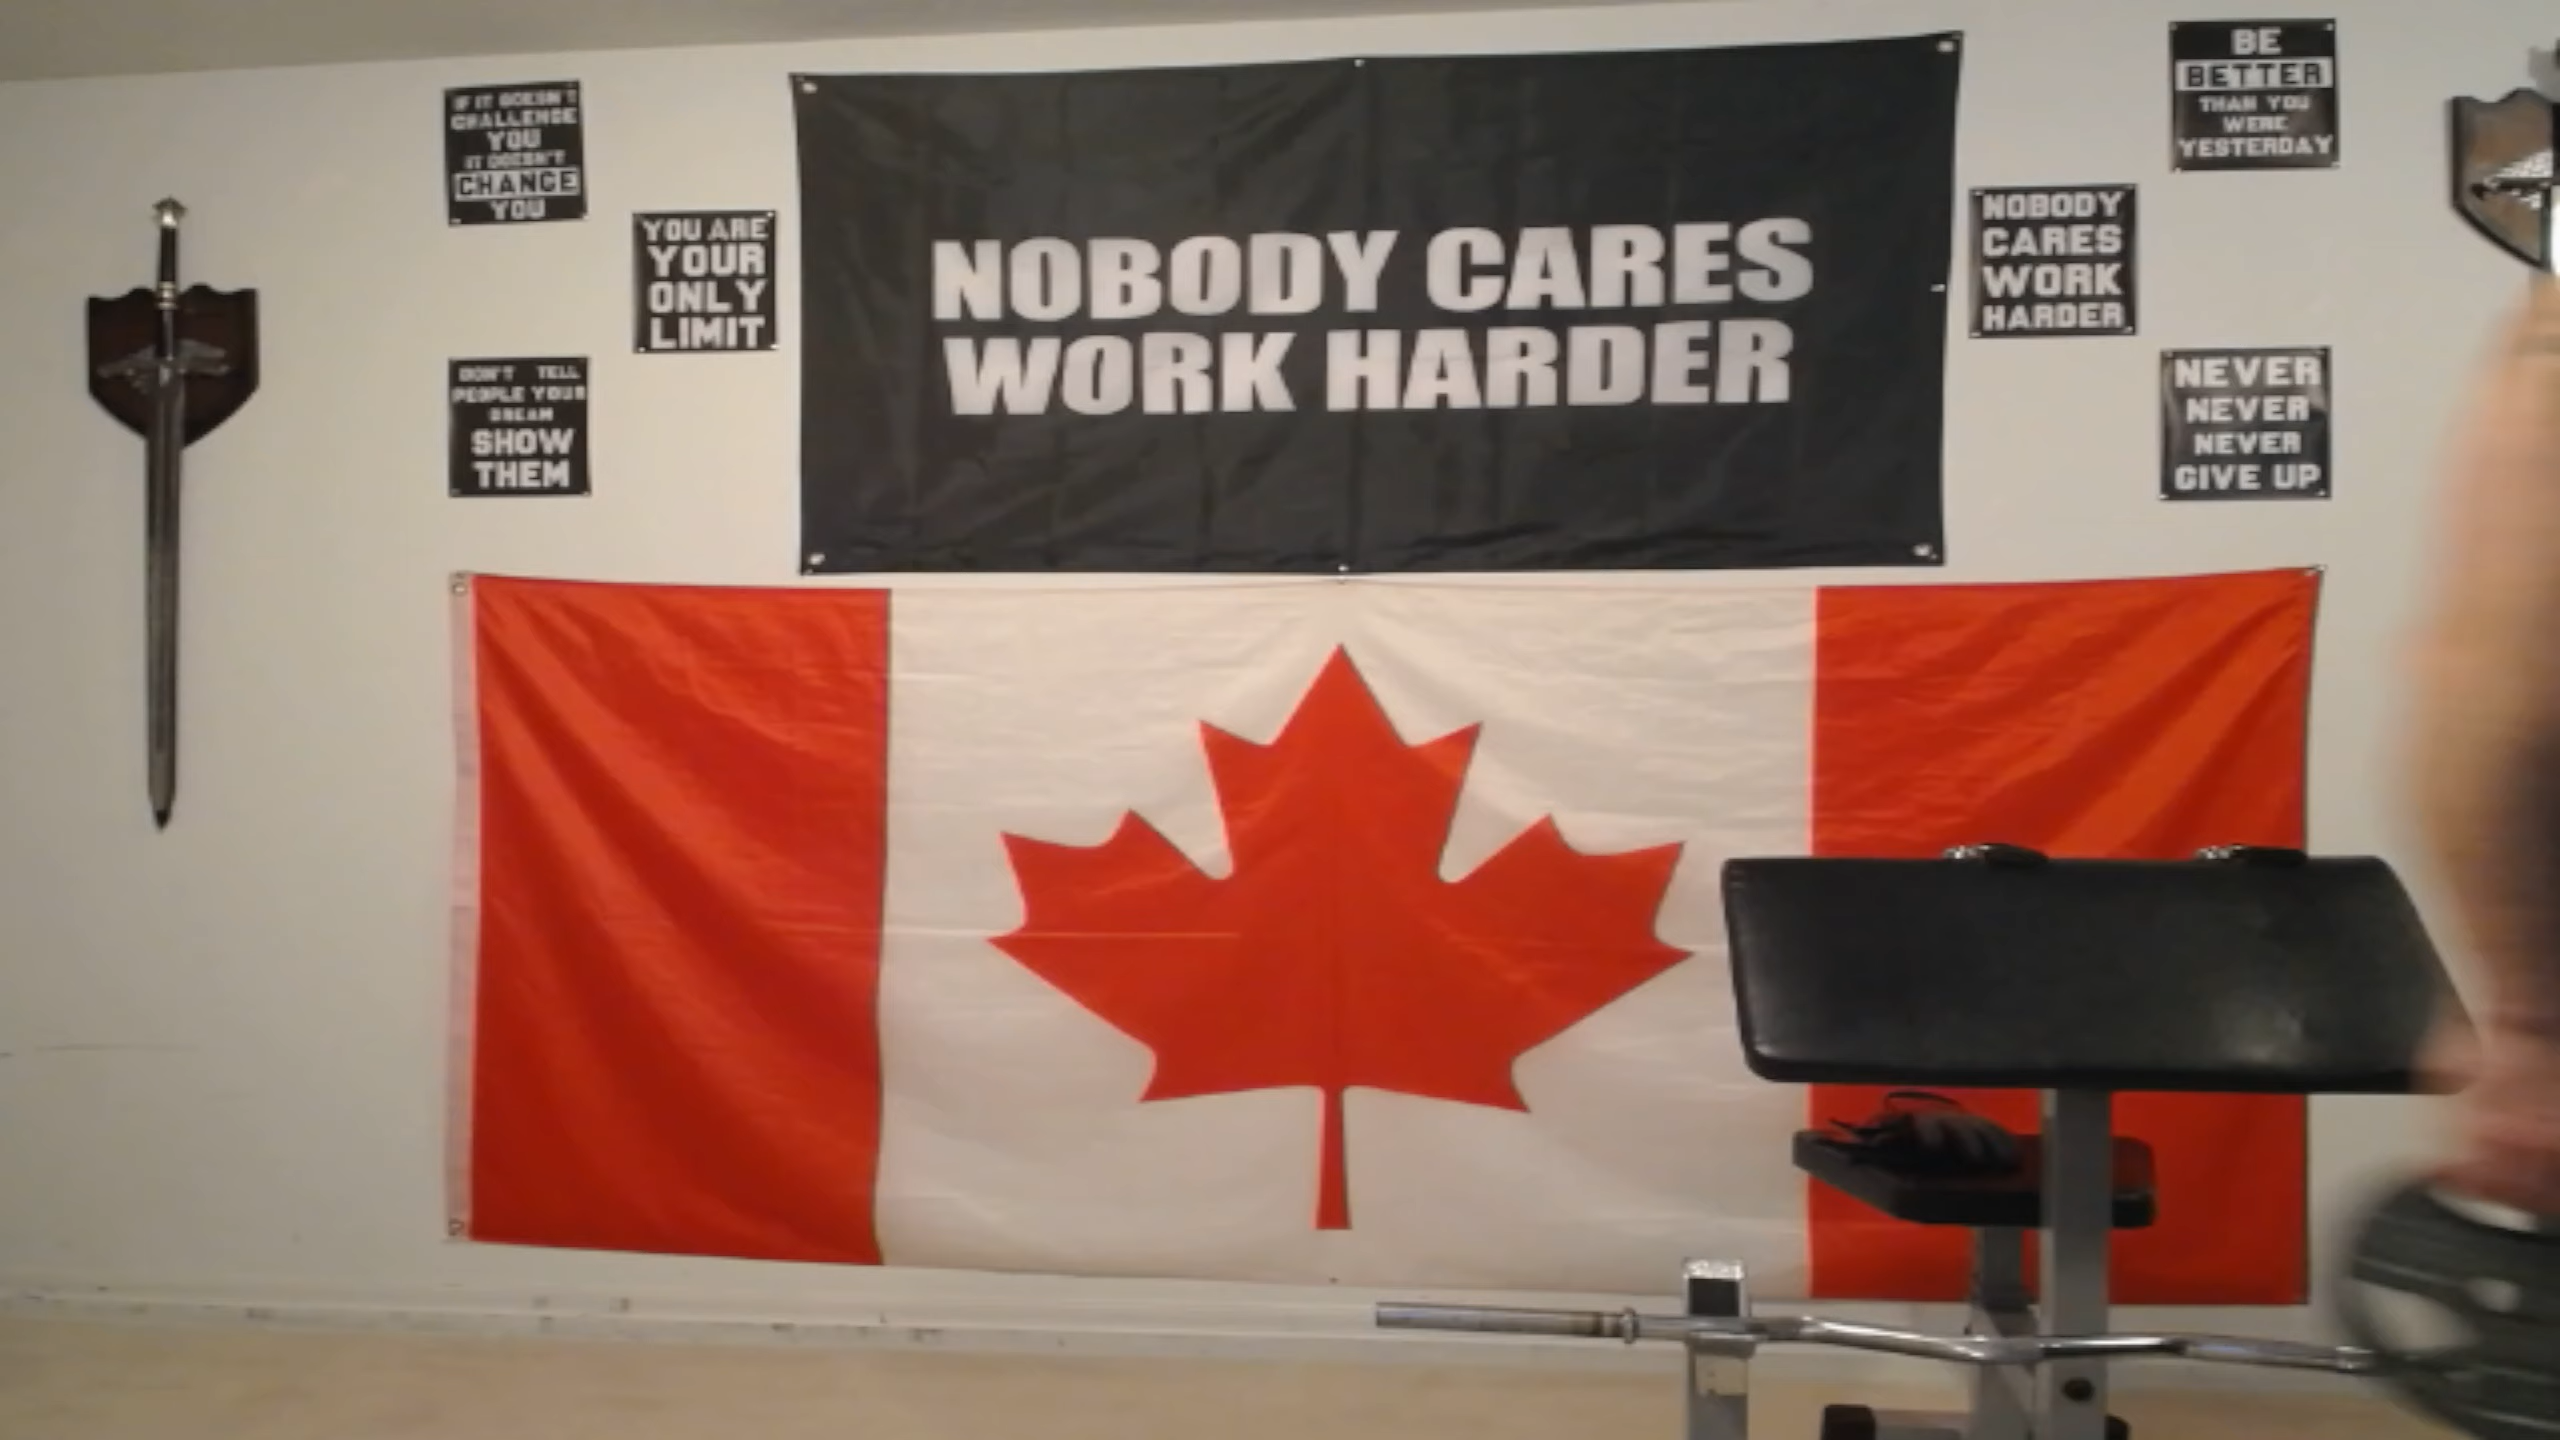 IF IT DOESN'T
CHALLENGE
YOU
IT DOESN'T
CHANGE
YOU
YOU ARE
YOUR
ONLY
LIMIT
DON'T TELL
PEOPLE YOUR
DREAM
SHOW
THEM
NOBODY CARES
WORK HARDER
BE
BETTER
THAN YOU
WERE
YESTERDAY
NOBODY
CARES
WORK
HARDER
NEVER
NEVER
NEVER
GIVE UP